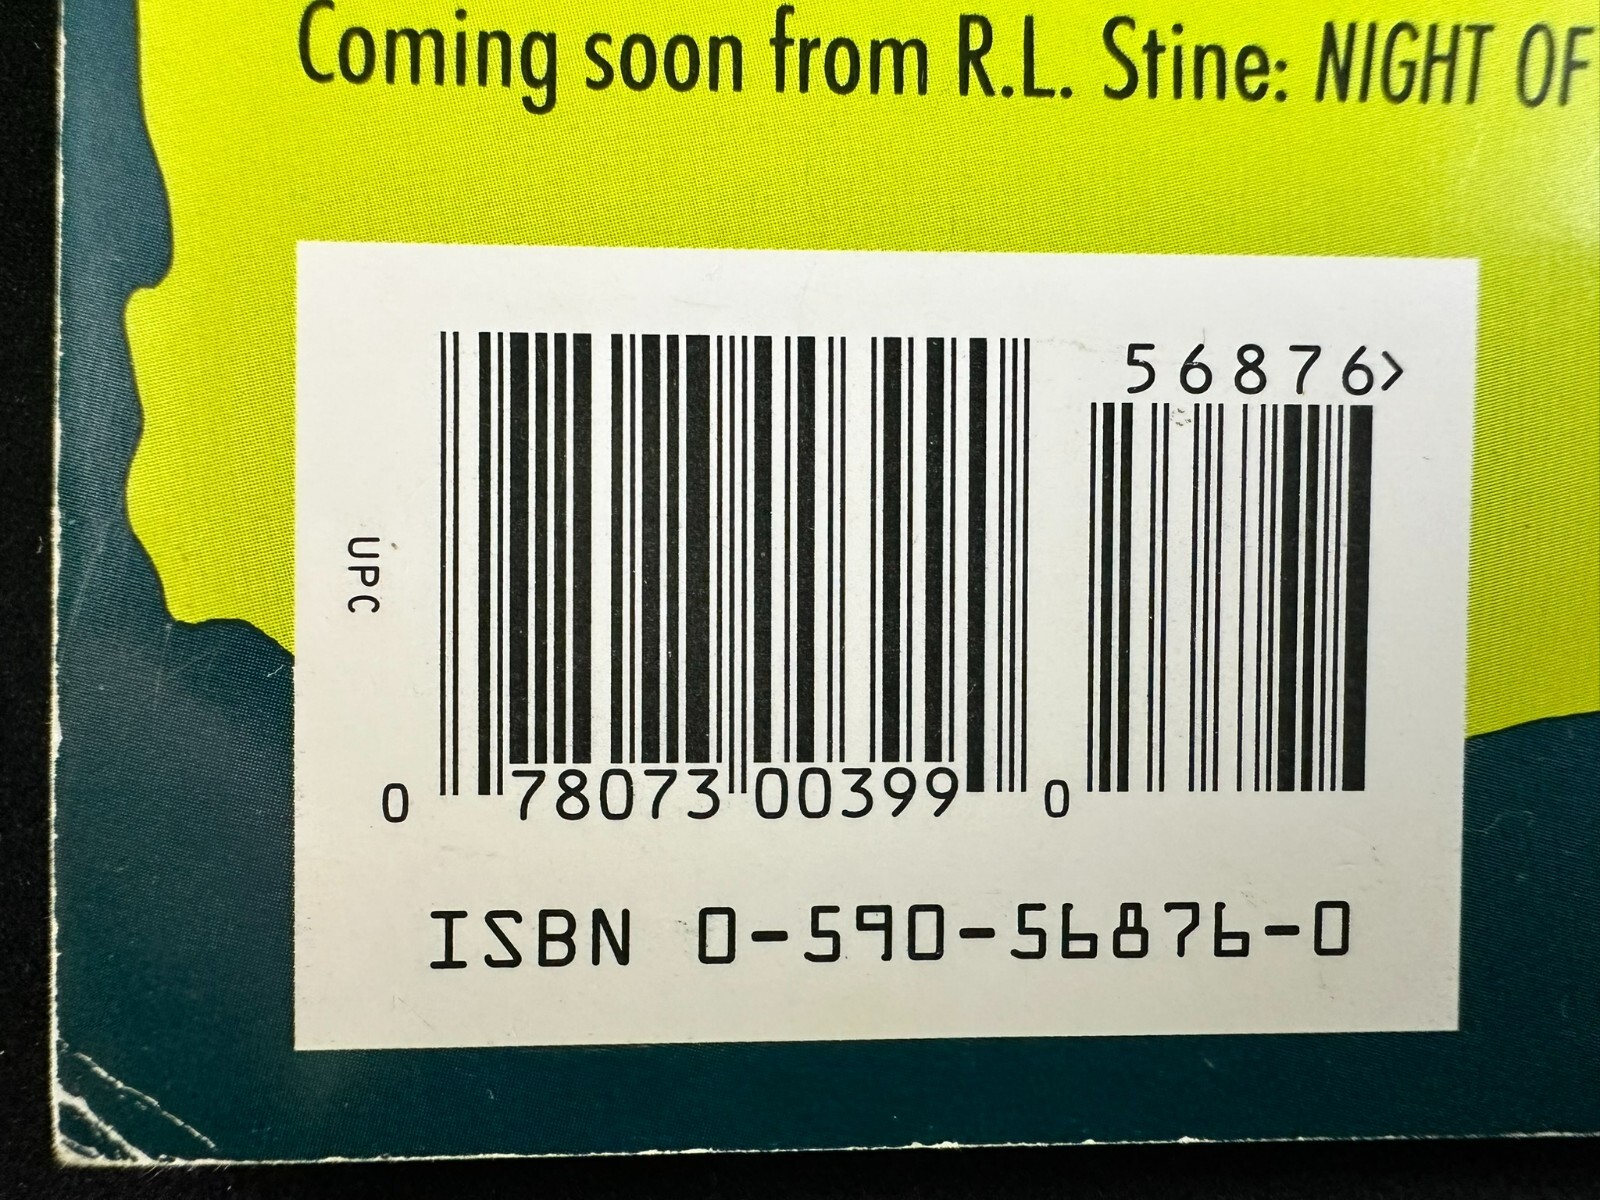 Coming soon from R.L. Stine: NIGHT OF
56876>
UPC
0 78073 00399 0
ISBN 0-590-56876-0